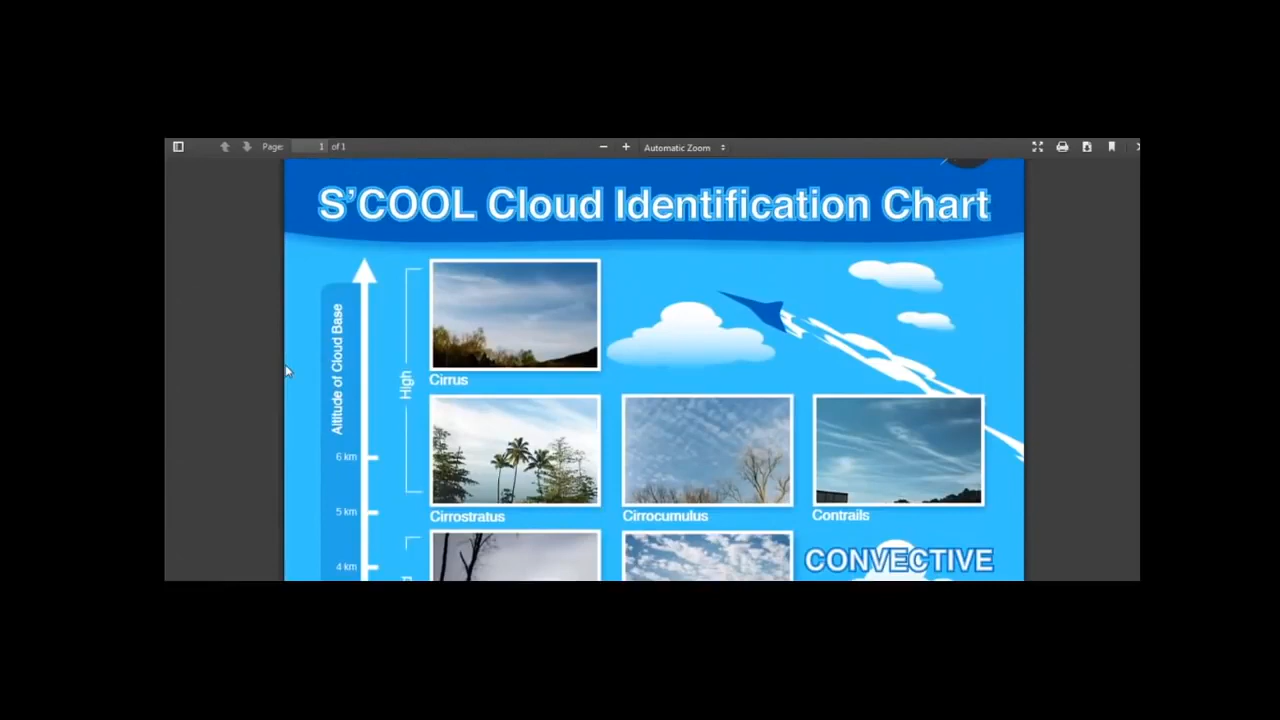 Page: 1 of 1
Automatic Zoom
S'COOL Cloud Identification Chart
Altitude of Cloud Base
High
Cirrus
6 km
Cirrostratus
Cirrocumulus
Contrails
5 km
CONVECTIVE
4 km